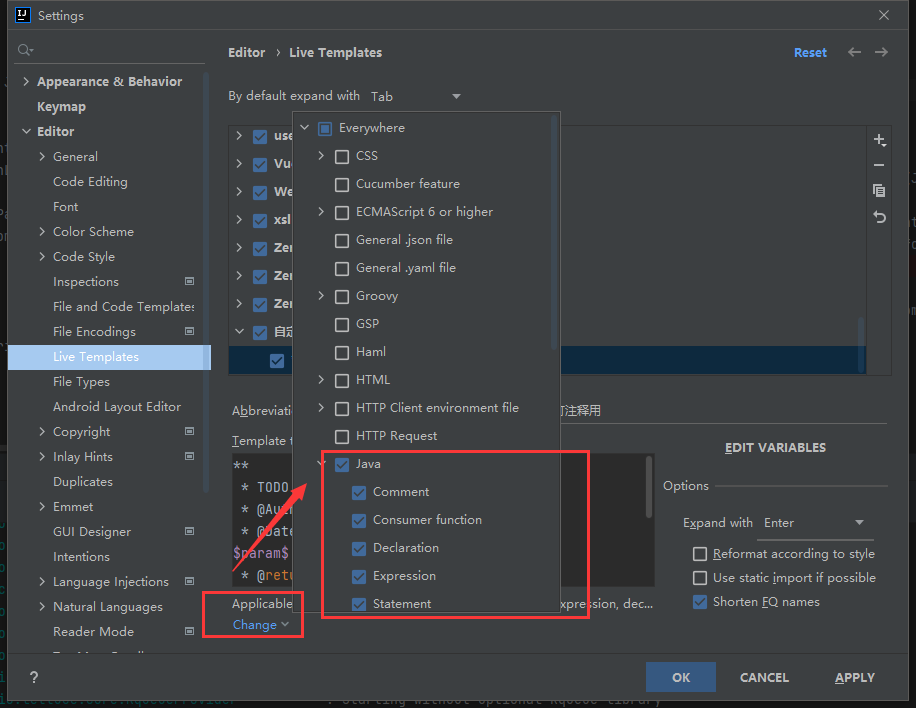 Settings
Editor › Live Templates
Reset
Appearance & Behavior
Keymap
Editor
General
Code Editing
Font
Color Scheme
Code Style
Inspections
File and Code Templates
File Encodings
Live Templates
File Types
Android Layout Editor
Copyright
Inlay Hints
Duplicates
Emmet
GUI Designer
Intentions
Language Injections
Natural Languages
Reader Mode
By default expand with Tab
use
Vu
We
xsl
Zen
Zen
Zen
自定
Everywhere
CSS
Cucumber feature
ECMAScript 6 or higher
General .json file
General .yaml file
Groovy
GSP
Haml
HTML
HTTP Client environment file
HTTP Request
Java
Comment
Consumer function
Declaration
Expression
Statement
Abbreviati
注释用
Template t
**
* TODO
* @Aut
* @Date
$param$
* @retu
Applicable
xpression, dec...
Change
EDIT VARIABLES
Options
Expand with Enter
Reformat according to style
Use static import if possible
Shorten FQ names
?
OK
CANCEL
APPLY